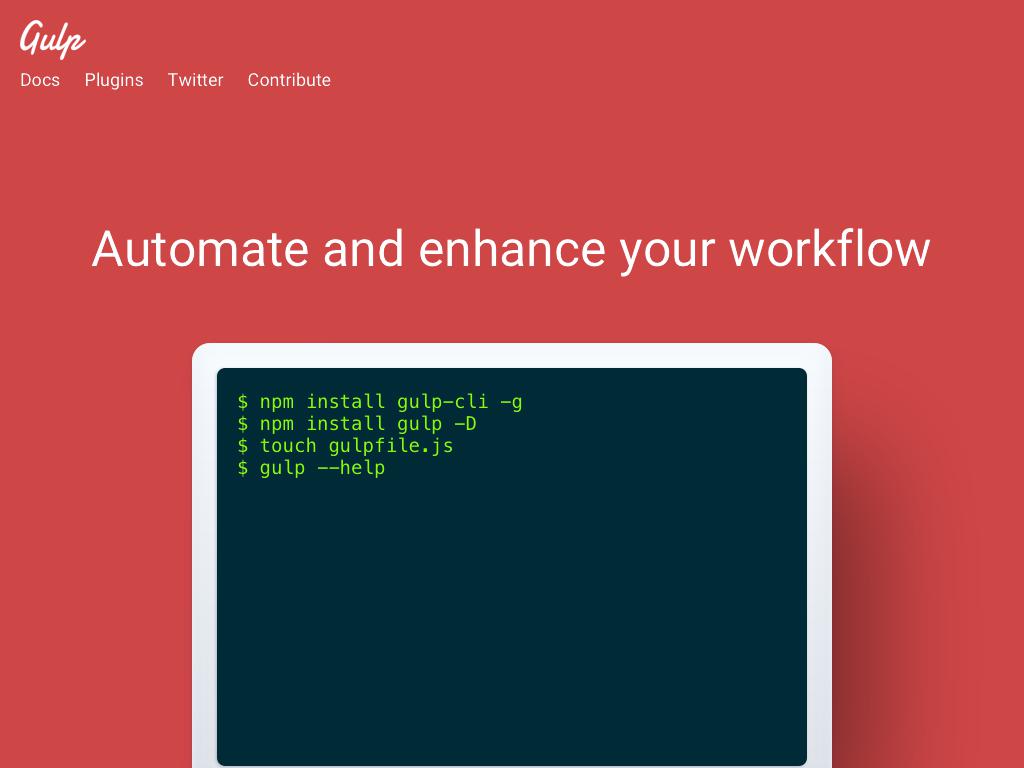 Gulp
Docs Plugins Twitter Contribute
Automate and enhance your workflow
$ npm install gulp-cli -g
$ npm install gulp -D
$ touch gulpfile.js
$ gulp --help